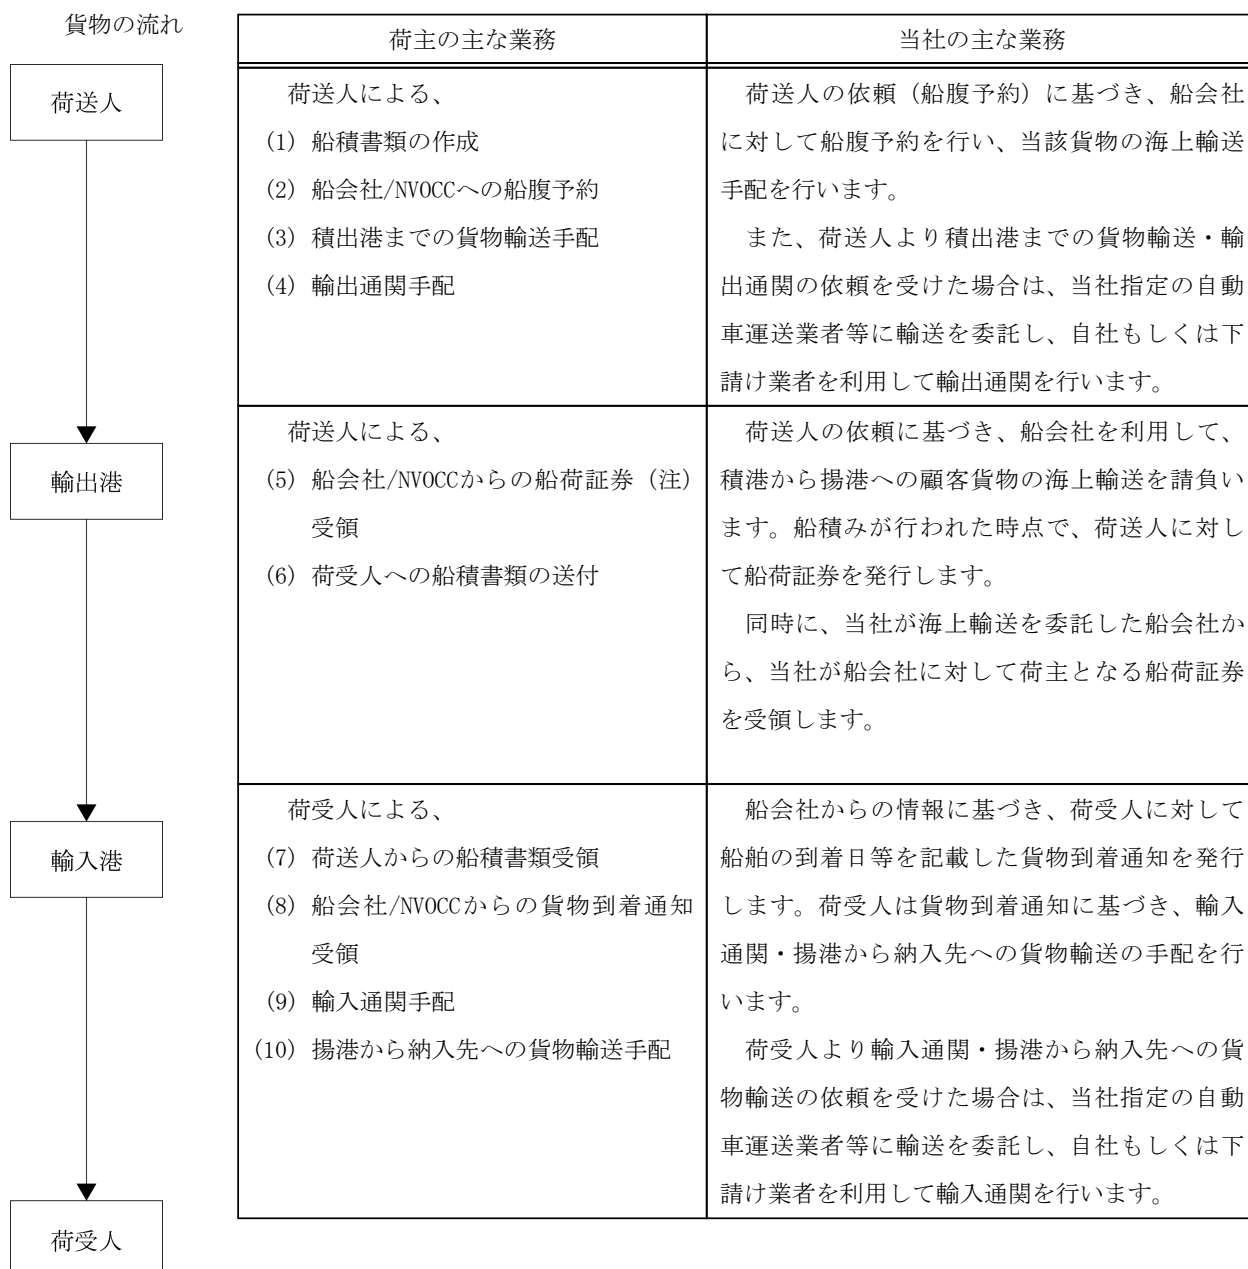 貨物の流れ
荷送人
輸出港
輸入港
荷受人
荷主の主な業務
当社の主な業務
荷送人による、
(1) 船積書類の作成
(2) 船会社/NVOCCへの船腹予約
(3) 積出港までの貨物輸送手配
(4) 輸出通関手配
荷送人の依頼（船腹予約）に基づき、船会社
に対して船腹予約を行い、当該貨物の海上輸送
手配を行います。
また、荷送人より積出港までの貨物輸送・輸
出通関の依頼を受けた場合は、当社指定の自動
車運送業者等に輸送を委託し、自社もしくは下
請け業者を利用して輸出通関を行います。
荷送人による、
(5) 船会社/NVOCCからの船荷証券（注）
受領
(6) 荷受人への船積書類の送付
荷送人の依頼に基づき、船会社を利用して、
積港から揚港への顧客貨物の海上輸送を請負い
ます。船積みが行われた時点で、荷送人に対し
て船荷証券を発行します。
同時に、当社が海上輸送を委託した船会社か
ら、当社が船会社に対して荷主となる船荷証券
を受領します。
荷受人による、
(7) 荷送人からの船積書類受領
(8) 船会社/NVOCCからの貨物到着通知
受領
(9) 輸入通関手配
(10) 揚港から納入先への貨物輸送手配
船会社からの情報に基づき、荷受人に対して
船舶の到着日等を記載した貨物到着通知を発行
します。荷受人は貨物到着通知に基づき、輸入
通関・揚港から納入先への貨物輸送の手配を行
います。
荷受人より輸入通関・揚港から納入先への貨
物輸送の依頼を受けた場合は、当社指定の自動
車運送業者等に輸送を委託し、自社もしくは下
請け業者を利用して輸入通関を行います。